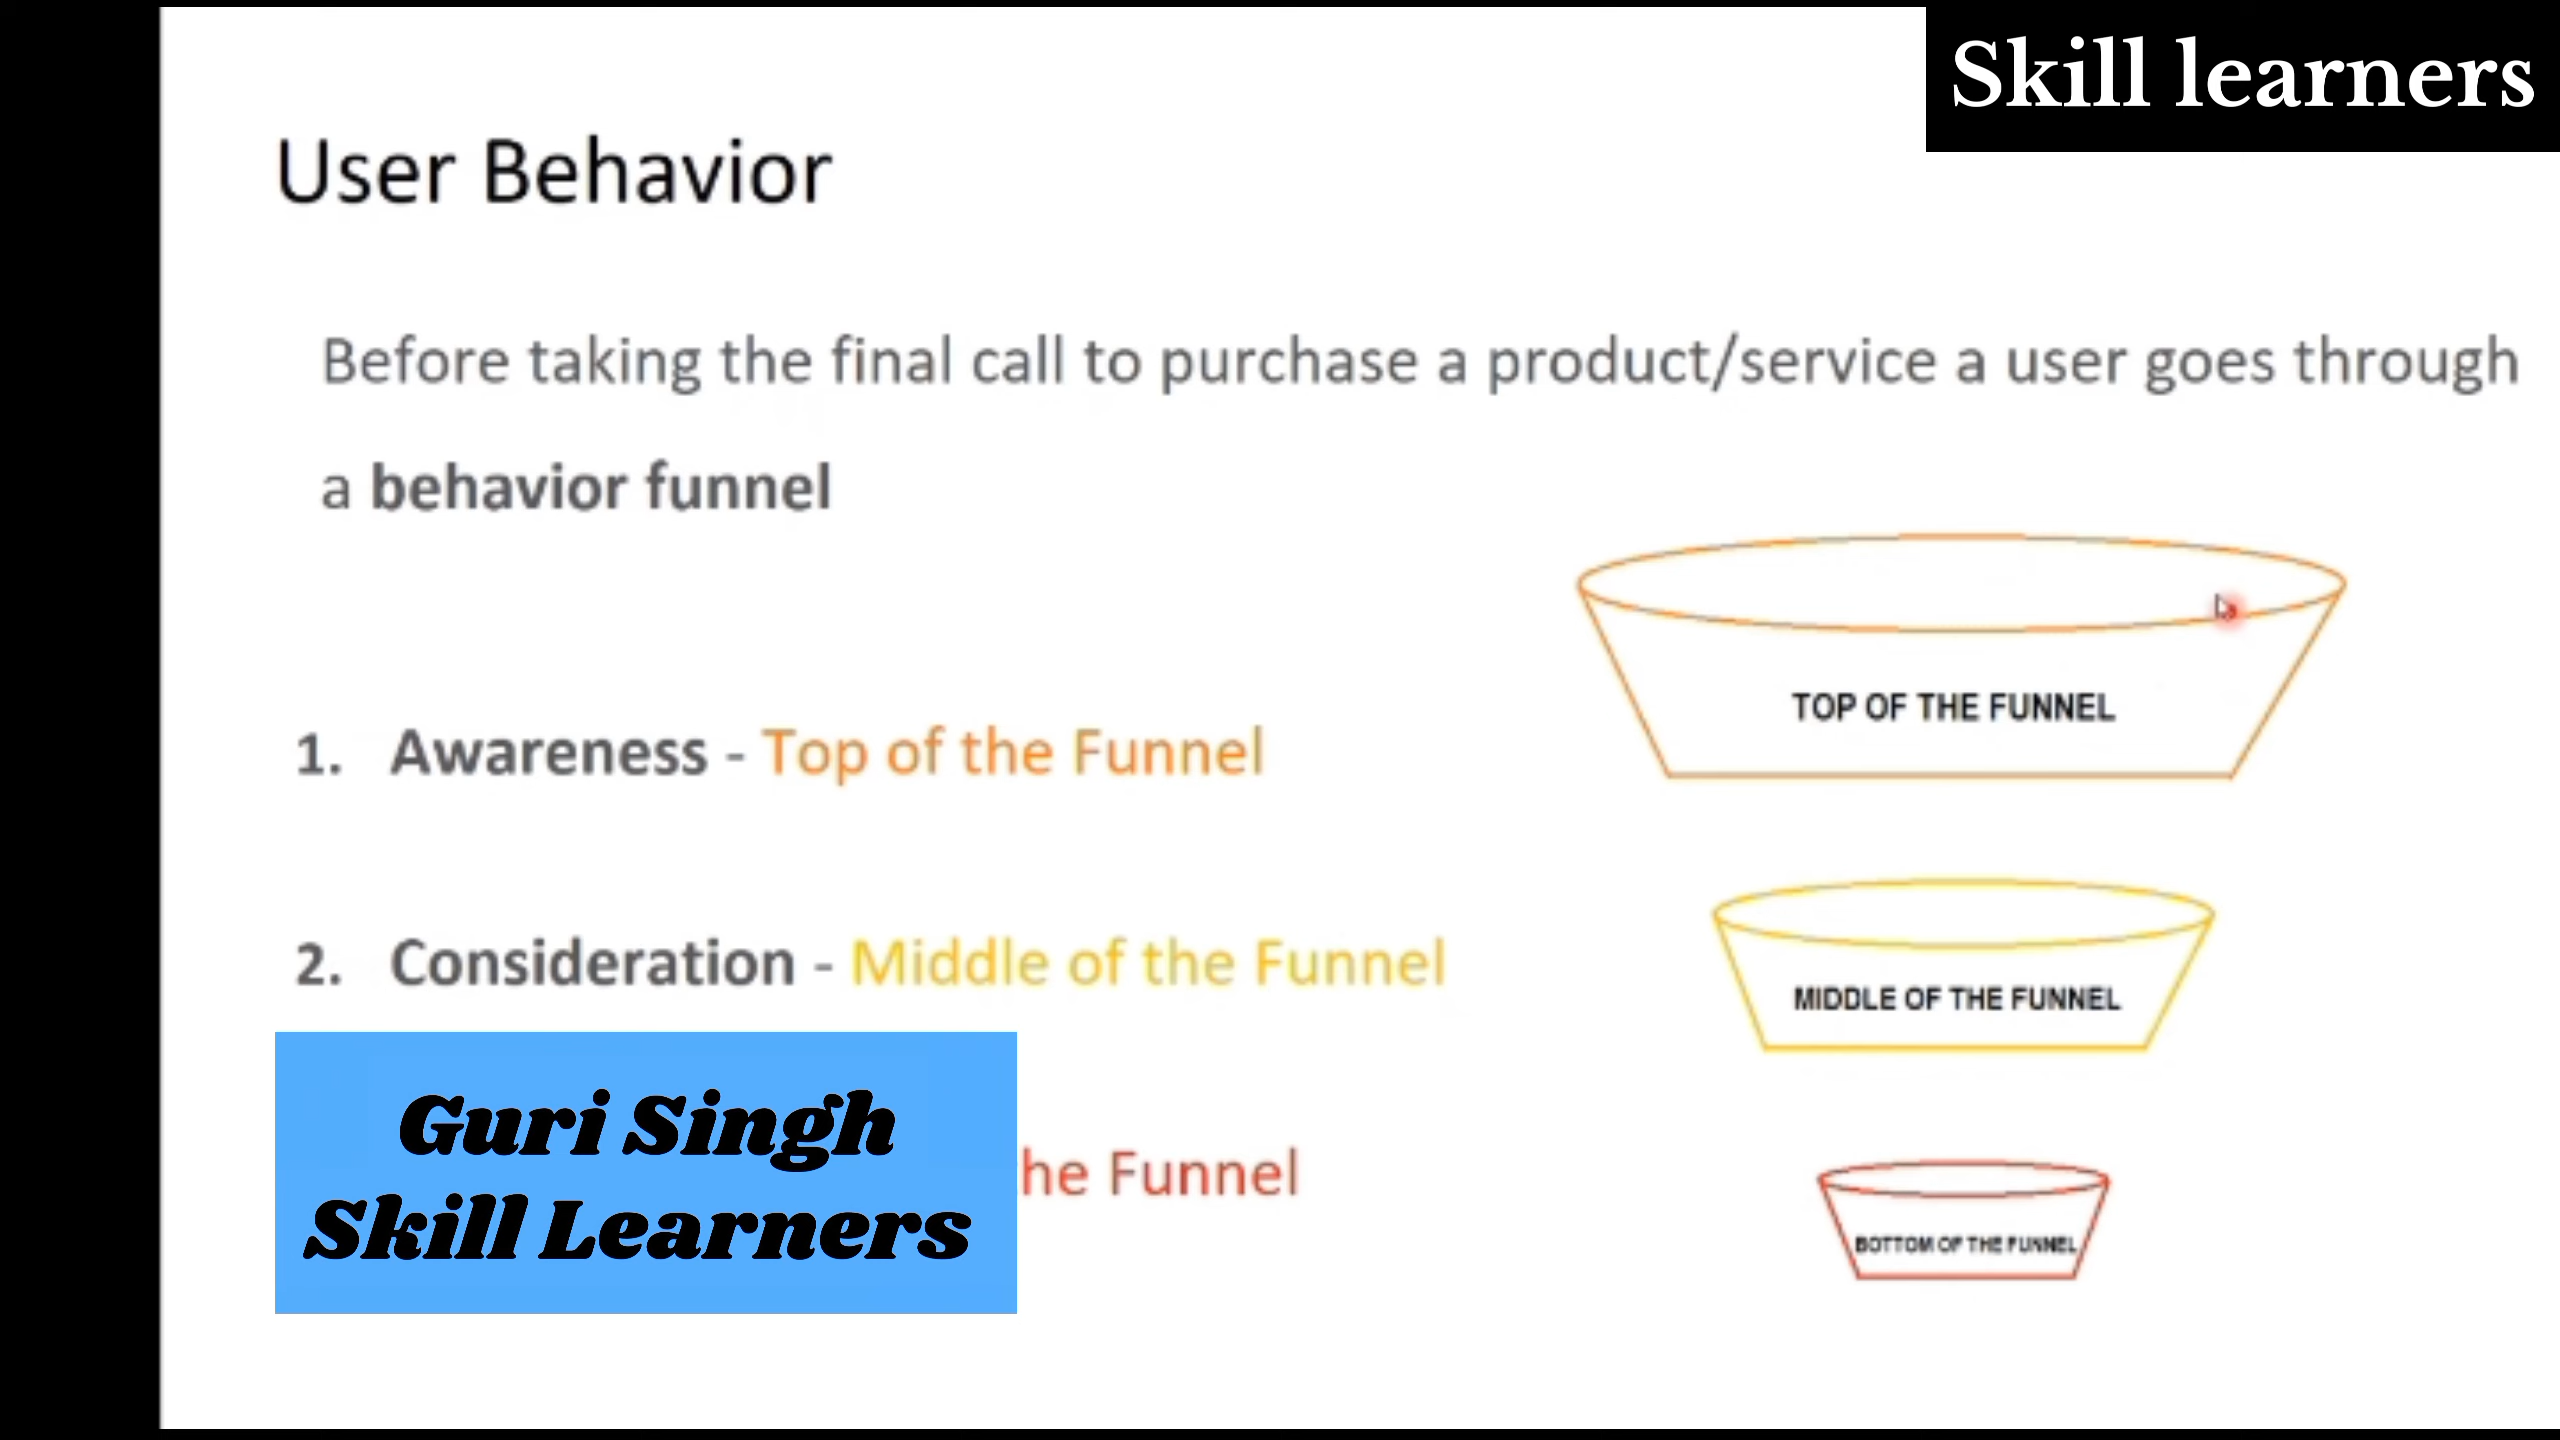 Skill learners
User Behavior
Before taking the final call to purchase a product/service a user goes through
a behavior funnel
TOP OF THE FUNNEL
1. Awareness - Top of the Funnel
2. Consideration - Middle of the Funnel
MIDDLE OF THE FUNNEL
Guri Singh
Skill Learners
he Funnel
BOTTOM OF THE FUNNEL